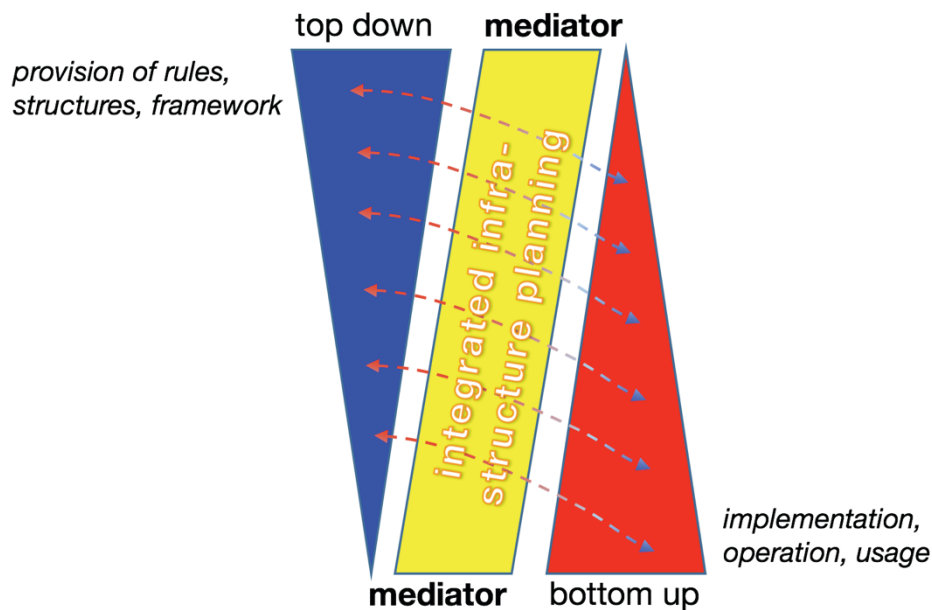 top down
mediator
provision of rules,
structures, framework
integrated infra-
structure planning
implementation,
operation, usage
mediator
bottom up